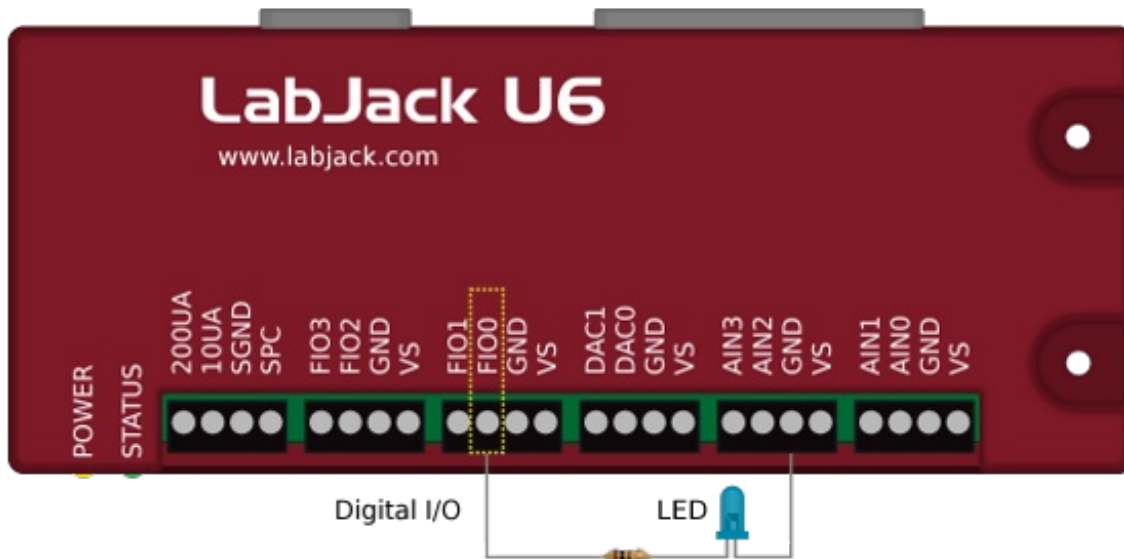 LabJack U6
www.labjack.com
POWER
STATUS
200UA
10UA
SGND
SPC
FIO3
FIO2
GND
VS
FIO1
FIO0
GND
VS
DAC1
DAC0
GND
VS
AIN3
AIN2
GND
VS
AIN1
AIN0
GND
VS
Digital I/O
LED